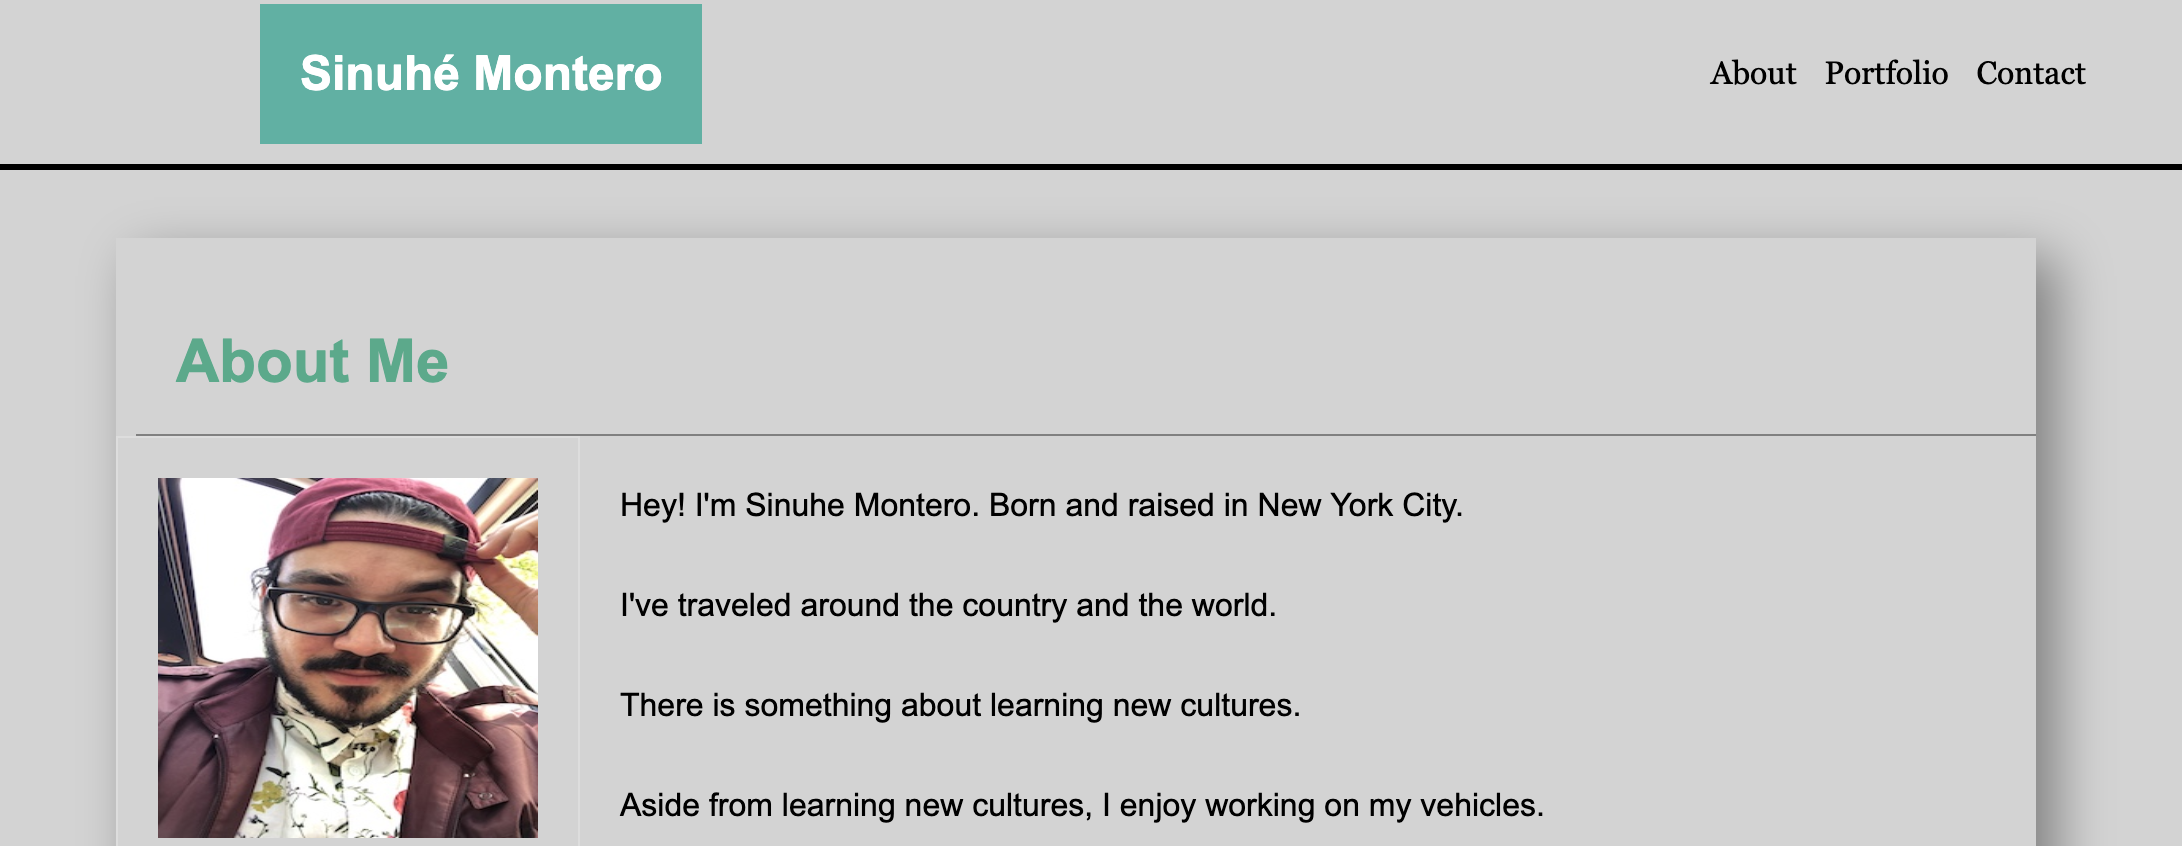 Sinuhé Montero
About Portfolio Contact
About Me
Hey! I'm Sinuhe Montero. Born and raised in New York City.
I've traveled around the country and the world.
There is something about learning new cultures.
Aside from learning new cultures, I enjoy working on my vehicles.